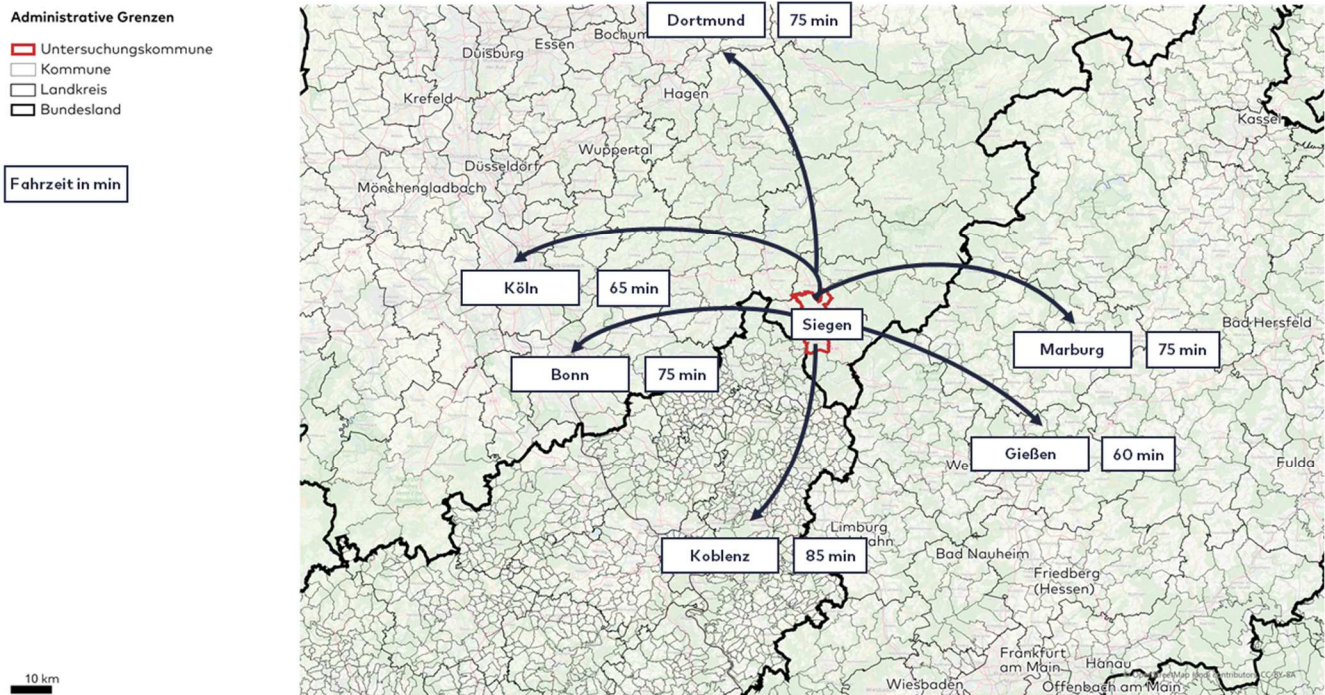 Administrative Grenzen
Untersuchungskommune
Kommune
Landkreis
Bundesland
Fahrzeit in min
10 km
Dortmund
75 min
Bochum
Essen
Duisburg
Hagen
Krefeld
Kassel
Wuppertal
Düsseldorf
Mönchengladbach
Köln
65 min
Siegen
Bad Hersfeld
Marburg
75 min
Bonn
75 min
Gießen
60 min
We
Fulda
Limburg
ahn
Koblenz
85 min
Bad Nauheim
Friedberg
(Hessen)
Frankfurt
am Main
Hanau
Wiesbaden
Offenbach am Main